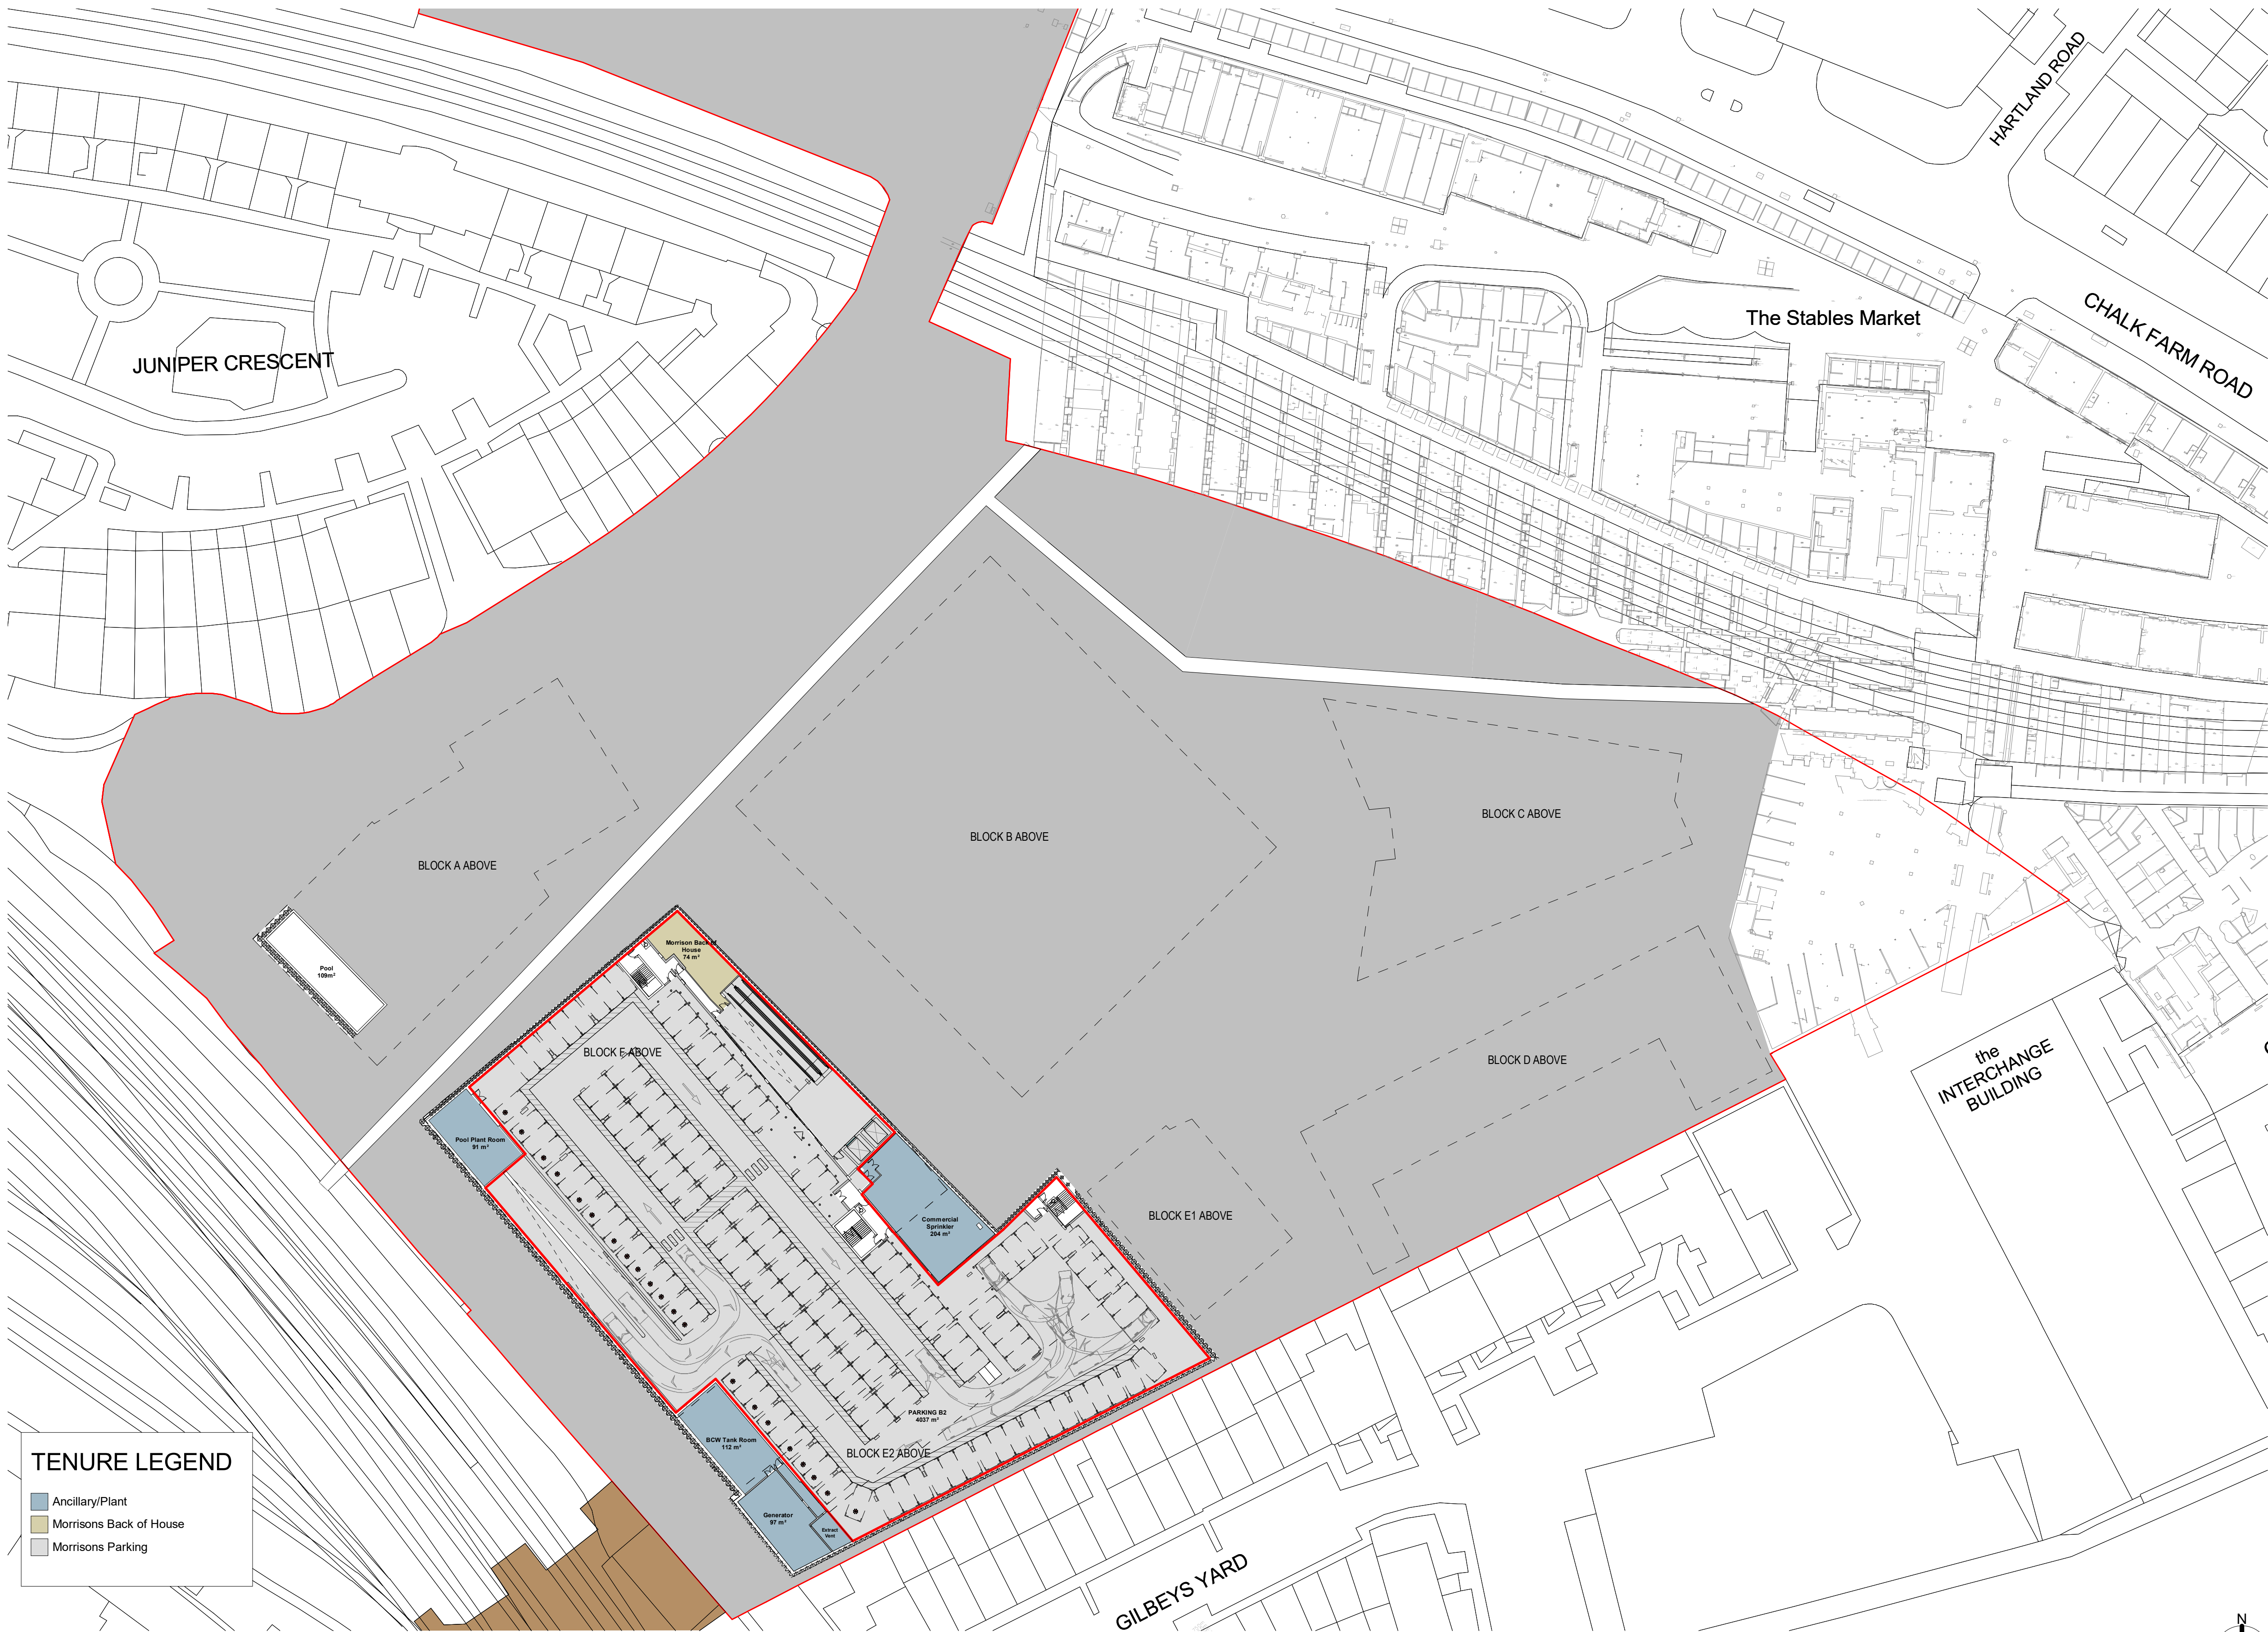 HARTLAND ROAD
CHALK FARM ROAD
The Stables Market
JUNIPER CRESCENT
BLOCK C ABOVE
BLOCK B ABOVE
BLOCK A ABOVE
Morrison Back of
House
74 m²
Pool
109m²
BLOCK F ABOVE
BLOCK D ABOVE
the
INTERCHANGE
BUILDING
Pool Plant Room
91 m²
Commercial
Sprinkler
204 m²
BLOCK E1 ABOVE
PARKING B2
4037 m²
BCW Tank Room
112 m²
BLOCK E2 ABOVE
Generator
97 m²
Extract
Vent
GILBEYS YARD
TENURE LEGEND
Ancillary/Plant
Morrisons Back of House
Morrisons Parking
N